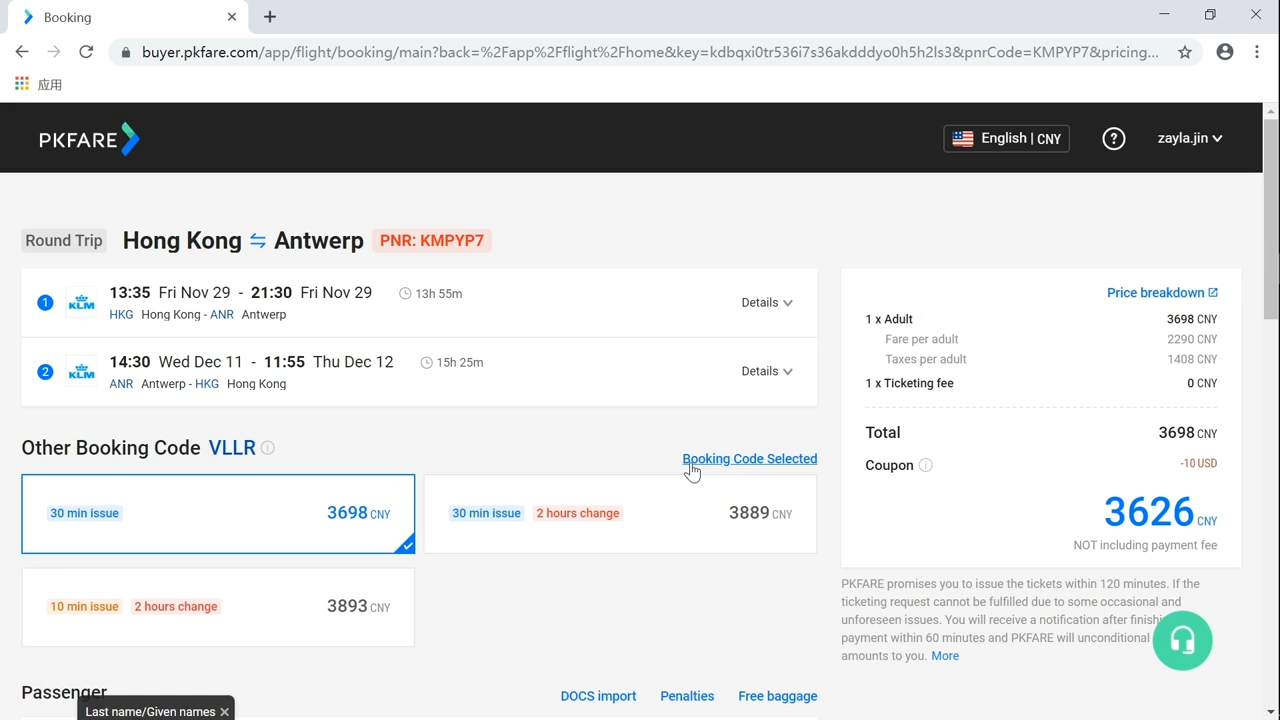 Booking
buyer.pkfare.com/app/flight/booking/main?back=%2Fapp%2Fflight%2Fhome&key=kdbqxi0tr536i7s36akdddyo0h5h2ls3&pnrCode=KMPYP7&pricing...
应用
PKFARE
English | CNY
?
zayla.jin
Round Trip Hong Kong ⇋ Antwerp PNR: KMPYP7
1 KLM 13:35 Fri Nov 29 - 21:30 Fri Nov 29 13h 55m
HKG Hong Kong - ANR Antwerp
Details
2 KLM 14:30 Wed Dec 11 - 11:55 Thu Dec 12 15h 25m
ANR Antwerp - HKG Hong Kong
Details
Other Booking Code VLLR
Booking Code Selected
30 min issue 3698 CNY
30 min issue 2 hours change 3889 CNY
10 min issue 2 hours change 3893 CNY
Passenger
DOCS import Penalties Free baggage
Last name/Given names ×
Price breakdown
1 x Adult 3698 CNY
Fare per adult 2290 CNY
Taxes per adult 1408 CNY
1 x Ticketing fee 0 CNY
Total 3698 CNY
Coupon -10 USD
3626 CNY
NOT including payment fee
PKFARE promises you to issue the tickets within 120 minutes. If the
ticketing request cannot be fulfilled due to some occasional and
unforeseen issues. You will receive a notification after finishi
payment within 60 minutes and PKFARE will unconditional
amounts to you. More